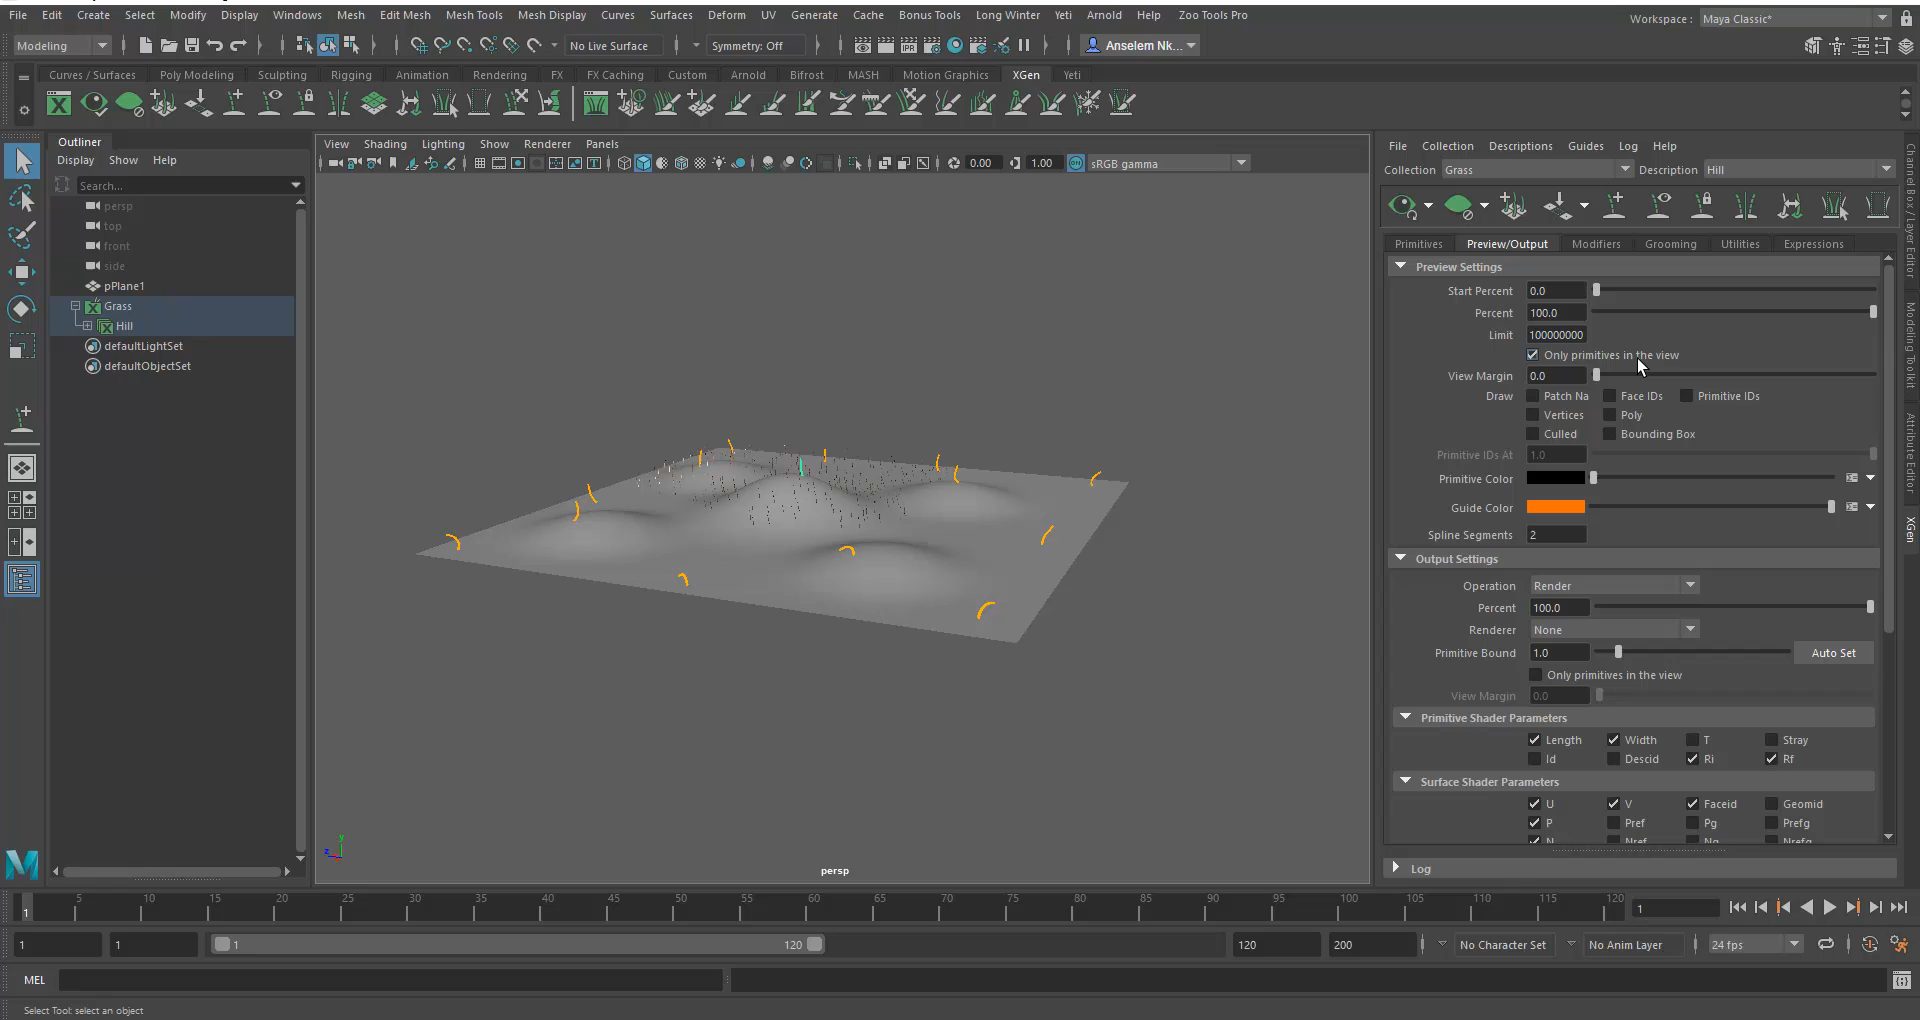 File Edit Create Select Modify Display Windows Mesh Edit Mesh Mesh Tools Mesh Display Curves Surfaces Deform UV Generate Cache Bonus Tools Long Winter Yeti Arnold Help Zoo Tools Pro
Workspace : Maya Classic*
Modeling No Live Surface Symmetry: Off Anselem Nk...
Curves / Surfaces Poly Modeling Sculpting Rigging Animation Rendering FX FX Caching Custom Arnold Bifrost MASH Motion Graphics XGen Yeti
IPR
Outliner
Display Show Help
Search...
persp
top
front
side
pPlane1
Grass
Hill
defaultLightSet
defaultObjectSet
View Shading Lighting Show Renderer Panels
0.00 1.00 ON sRGB gamma
persp
y
z
File Collection Descriptions Guides Log Help
Collection Grass Description Hill
Primitives Preview/Output Modifiers Grooming Utilities Expressions
Preview Settings
Start Percent 0.0
Percent 100.0
Limit 100000000
Only primitives in the view
View Margin 0.0
Draw Patch Na Face IDs Primitive IDs
Vertices Poly
Culled Bounding Box
Primitive IDs At 1.0
Primitive Color
Guide Color
Spline Segments 2
Output Settings
Operation Render
Percent 100.0
Renderer None
Primitive Bound 1.0 Auto Set
Only primitives in the view
View Margin 0.0
Primitive Shader Parameters
Length Width T Stray
Id Descid Ri Rf
Surface Shader Parameters
U V Faceid Geomid
P Pref Pg Prefg
N Nref Ng Nrefg
Log
Channel Box / Layer Editor
Modeling Toolkit
Attribute Editor
XGen
1 5 10 15 20 25 30 35 40 45 50 55 60 65 70 75 80 85 90 95 100 105 110 115 120 1
1 1 1 120 120 200 No Character Set No Anim Layer 24 fps
MEL
Select Tool: select an object